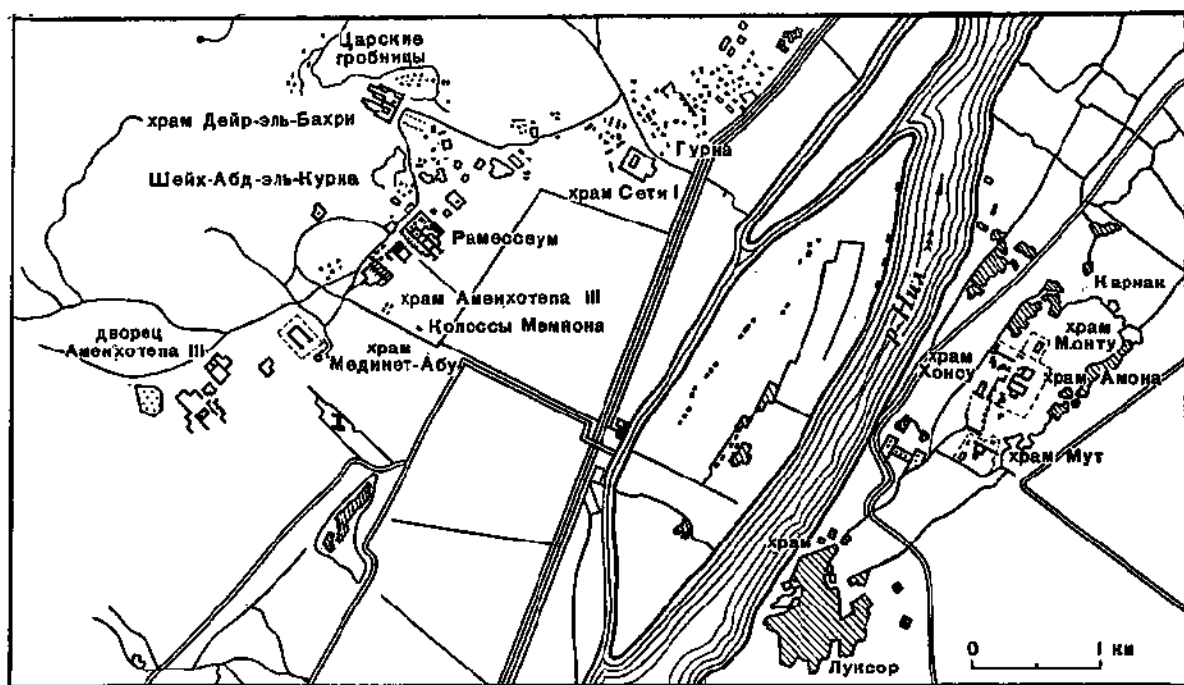 Царские
гробницы
храм Дейр-эль-Бахри
Шейх-Абд-эль-Курна
Гурна
храм Сети I
Рамессеум
храм Аменхотепа III
Колоссы Мемнона
дворец
Аменхотепа III
храм
Мединет-Абу
р. Нил
Карнак
храм
Монту
храм
Хонсу
храм Амона
храм Мут
храм
Луксор
0 1 км